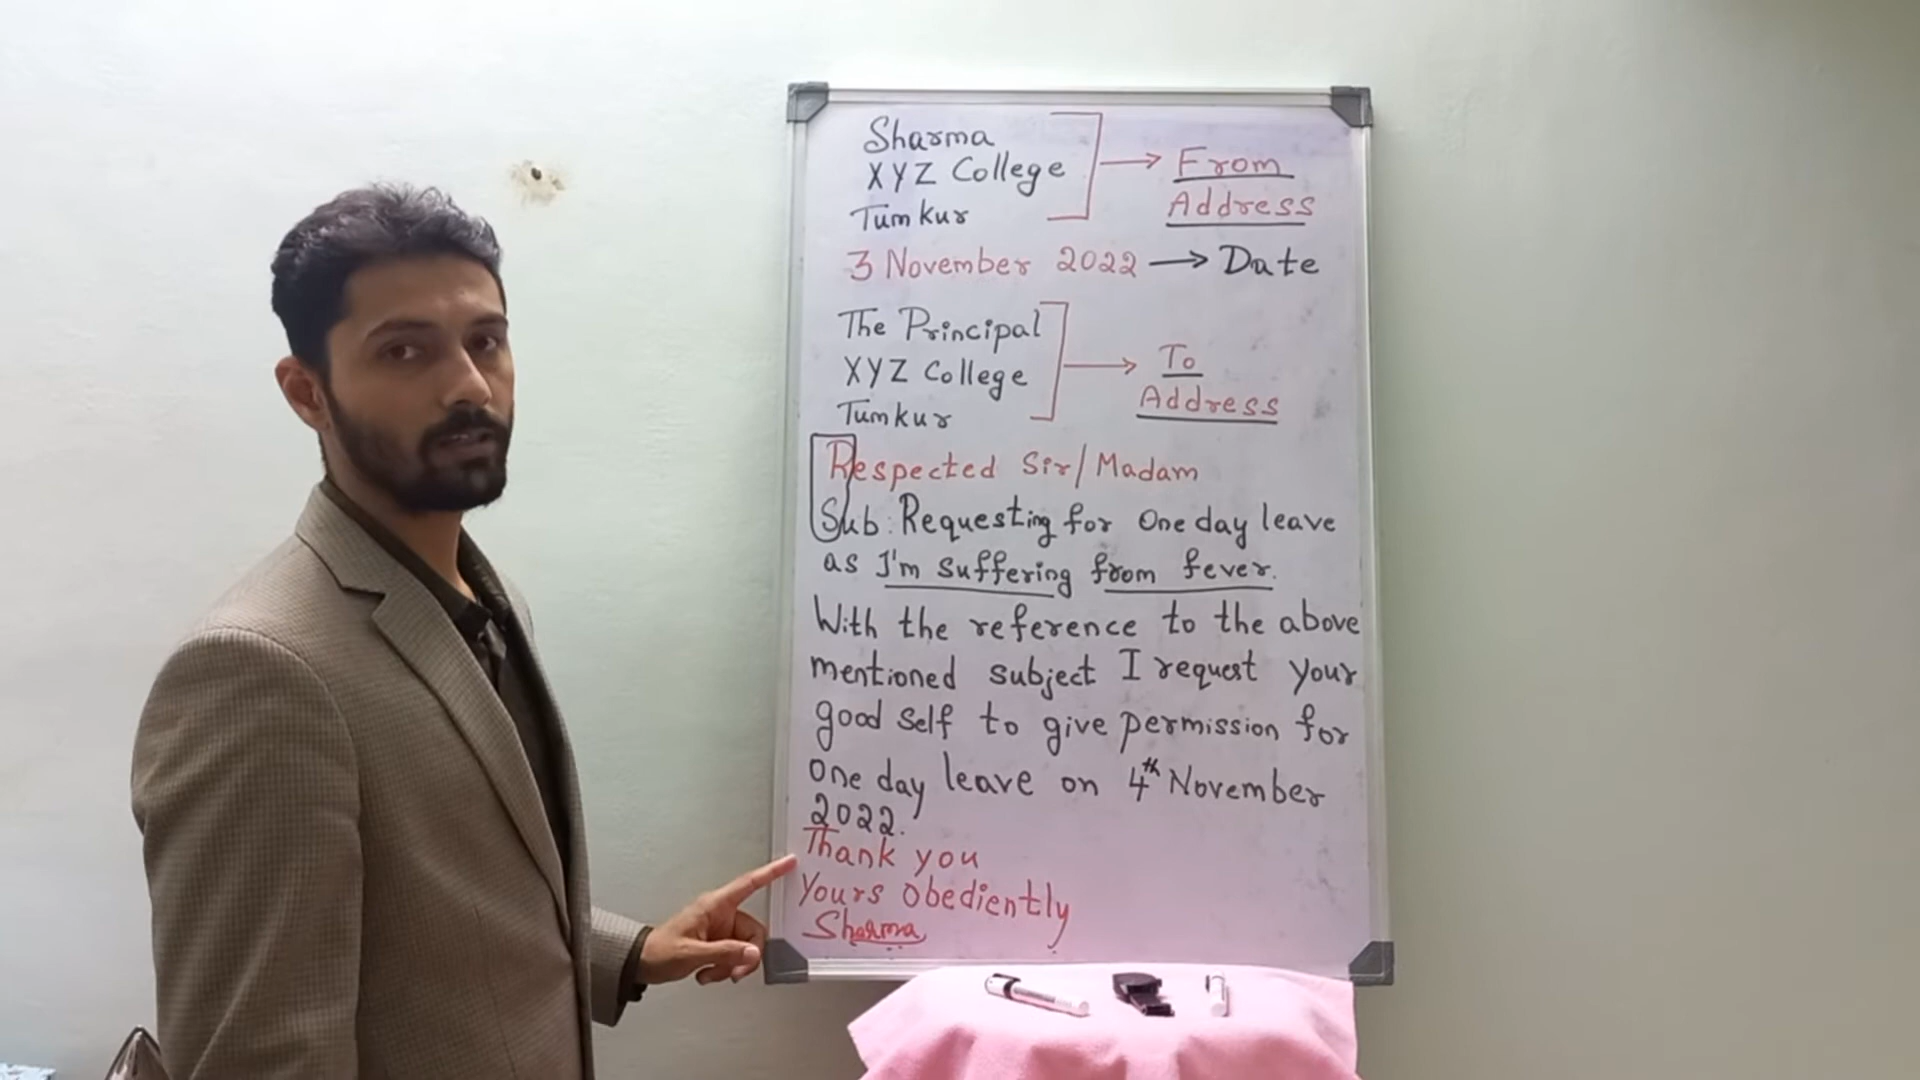 Sharma
XYZ College
Tumkur
From
Address
3 November 2022 → Date
The Principal
XYZ College
Tumkur
To
Address
Respected Sir/Madam
Sub: Requesting for One day leave
as I'm suffering from fever.
With the reference to the above
mentioned subject I request your
good self to give permission for
one day leave on 4th November
2022.
Thank you
Yours obediently
Sharma